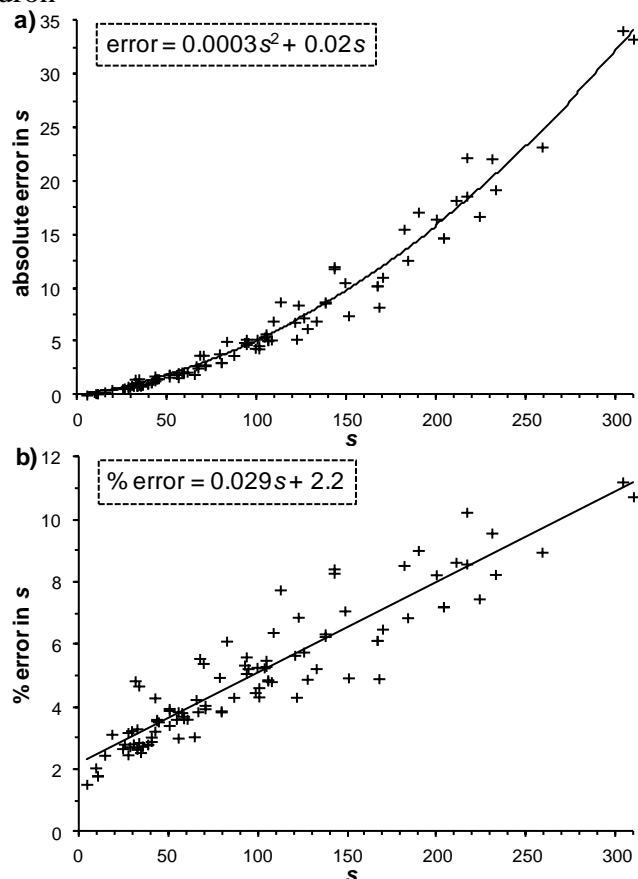 a)
error = 0.0003s² + 0.02s
absolute error in s
35
30
25
20
15
10
5
0
0 50 100 150 200 250 300
s
b)
% error = 0.029s + 2.2
% error in s
12
10
8
6
4
2
0
0 50 100 150 200 250 300
s